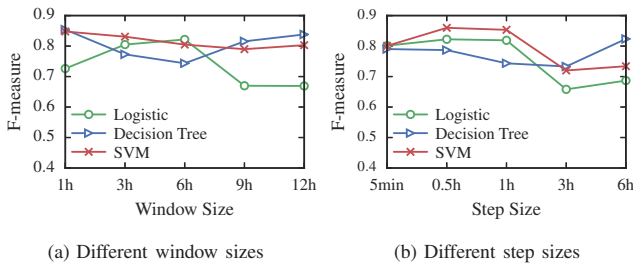 0.9
0.8
0.7
0.6
0.5
0.4
F-measure
Logistic
Decision Tree
SVM
1h 3h 6h 9h 12h
Window Size
(a) Different window sizes
0.9
0.8
0.7
0.6
0.5
0.4
F-measure
Logistic
Decision Tree
SVM
5min 0.5h 1h 3h 6h
Step Size
(b) Different step sizes